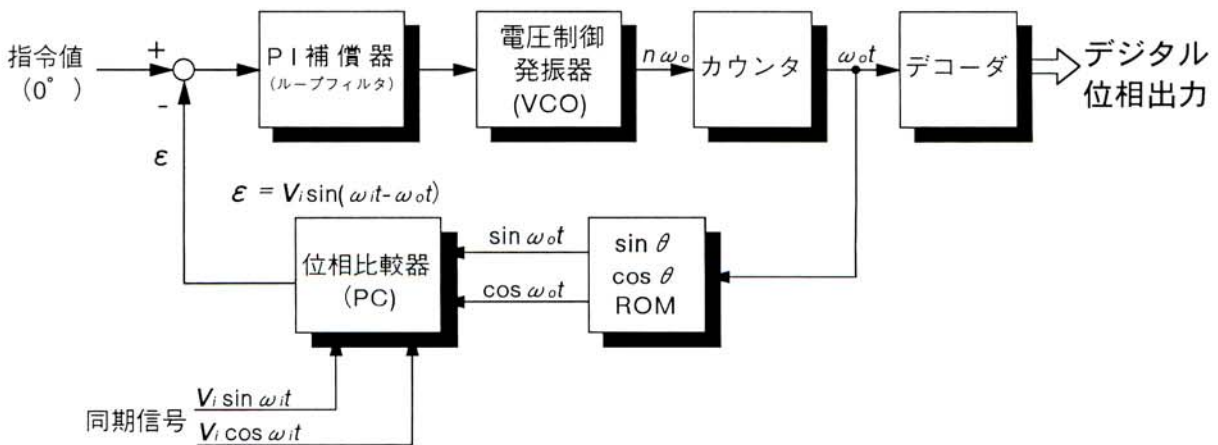 指令値
(0°)
+
-
ε
PI補償器
(ループフィルタ)
電圧制御
発振器
(VCO)
nωo
カウンタ
ωot
デコーダ
デジタル
位相出力
ε = Vi sin(ωit-ωot)
位相比較器
(PC)
sin ωot
cos ωot
sin θ
cos θ
ROM
同期信号
Vi sin ωit
Vi cos ωit